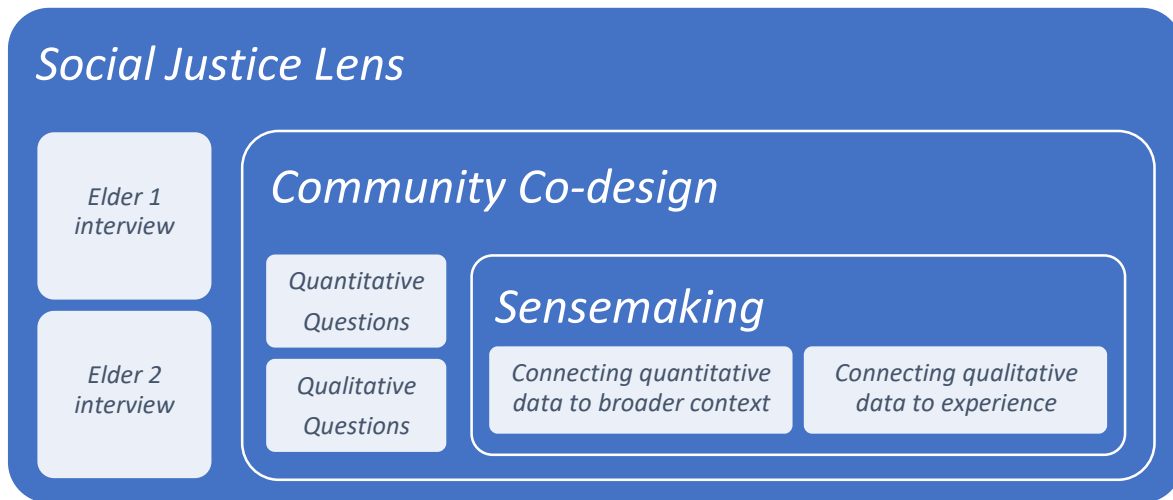 Social Justice Lens
Elder 1
interview
Elder 2
interview
Community Co-design
Quantitative
Questions
Qualitative
Questions
Sensemaking
Connecting quantitative
data to broader context
Connecting qualitative
data to experience